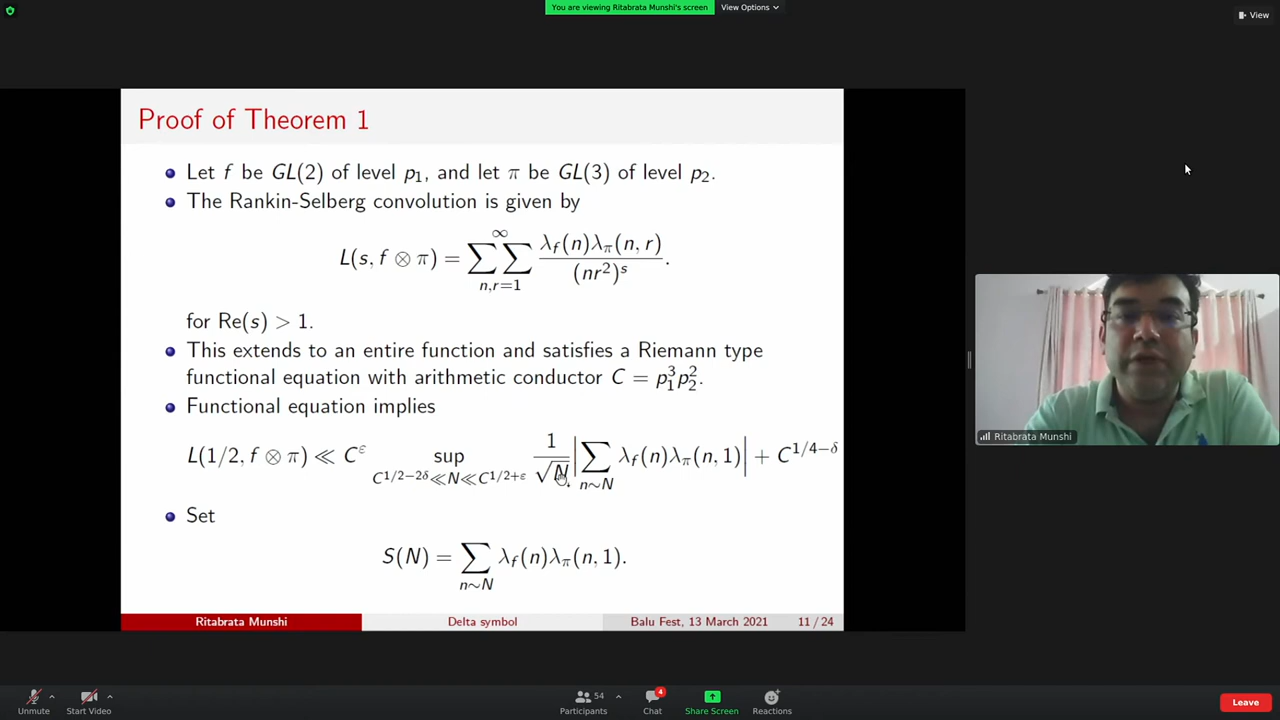 You are viewing Ritabrata Munshi's screen View Options
View
Proof of Theorem 1
Let f be GL(2) of level p₁, and let π be GL(3) of level p₂.
The Rankin-Selberg convolution is given by
L(s, f ⊗ π) = ∑∑_{n,r=1}^{∞} λ_f(n)λ_π(n, r) / (nr²)^s.
for Re(s) > 1.
This extends to an entire function and satisfies a Riemann type
functional equation with arithmetic conductor C = p₁³p₂².
Functional equation implies
L(1/2, f ⊗ π) ≪ C^ε sup_{C^{1/2−2δ}≪N≪C^{1/2+ε}} 1/√N |∑_{n∼N} λ_f(n)λ_π(n, 1)| + C^{1/4−δ}
Set
S(N) = ∑_{n∼N} λ_f(n)λ_π(n, 1).
Ritabrata Munshi Delta symbol Balu Fest, 13 March 2021 11 / 24
Ritabrata Munshi
54
4
Unmute Start Video Participants Chat Share Screen Reactions Leave